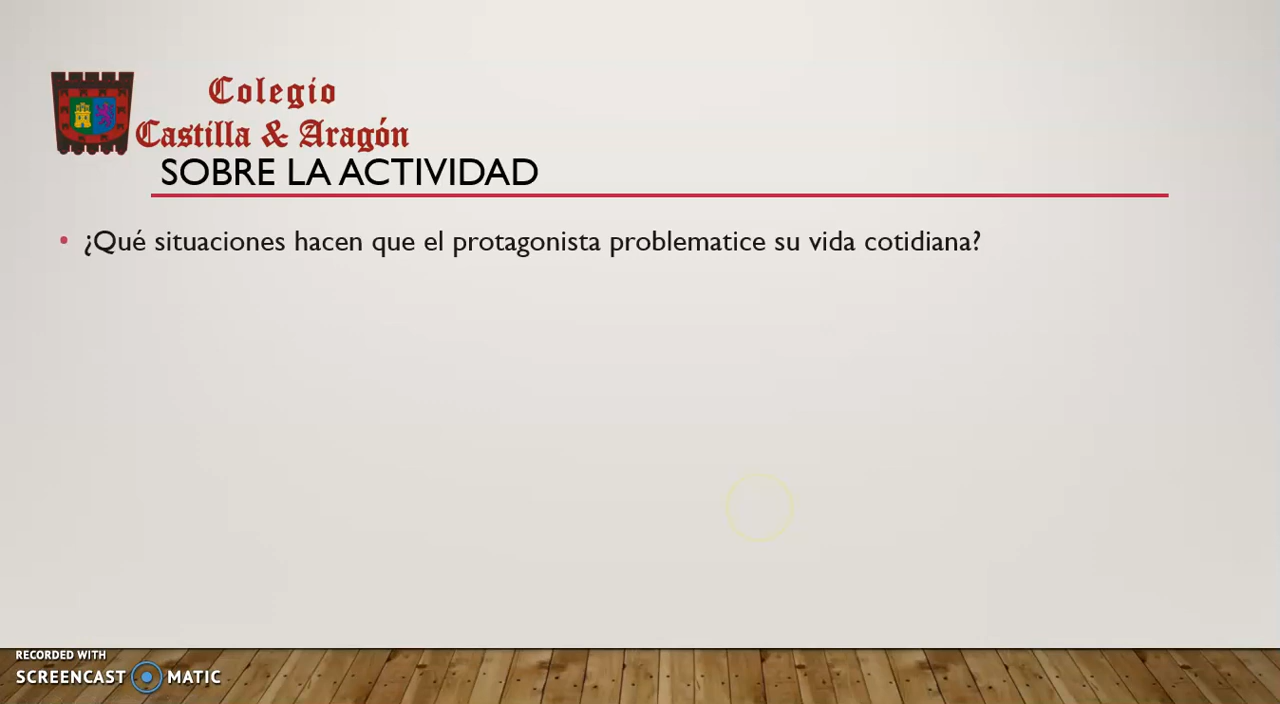 Colegio
Castilla & Aragón
SOBRE LA ACTIVIDAD
• ¿Qué situaciones hacen que el protagonista problematice su vida cotidiana?
RECORDED WITH
SCREENCAST MATIC